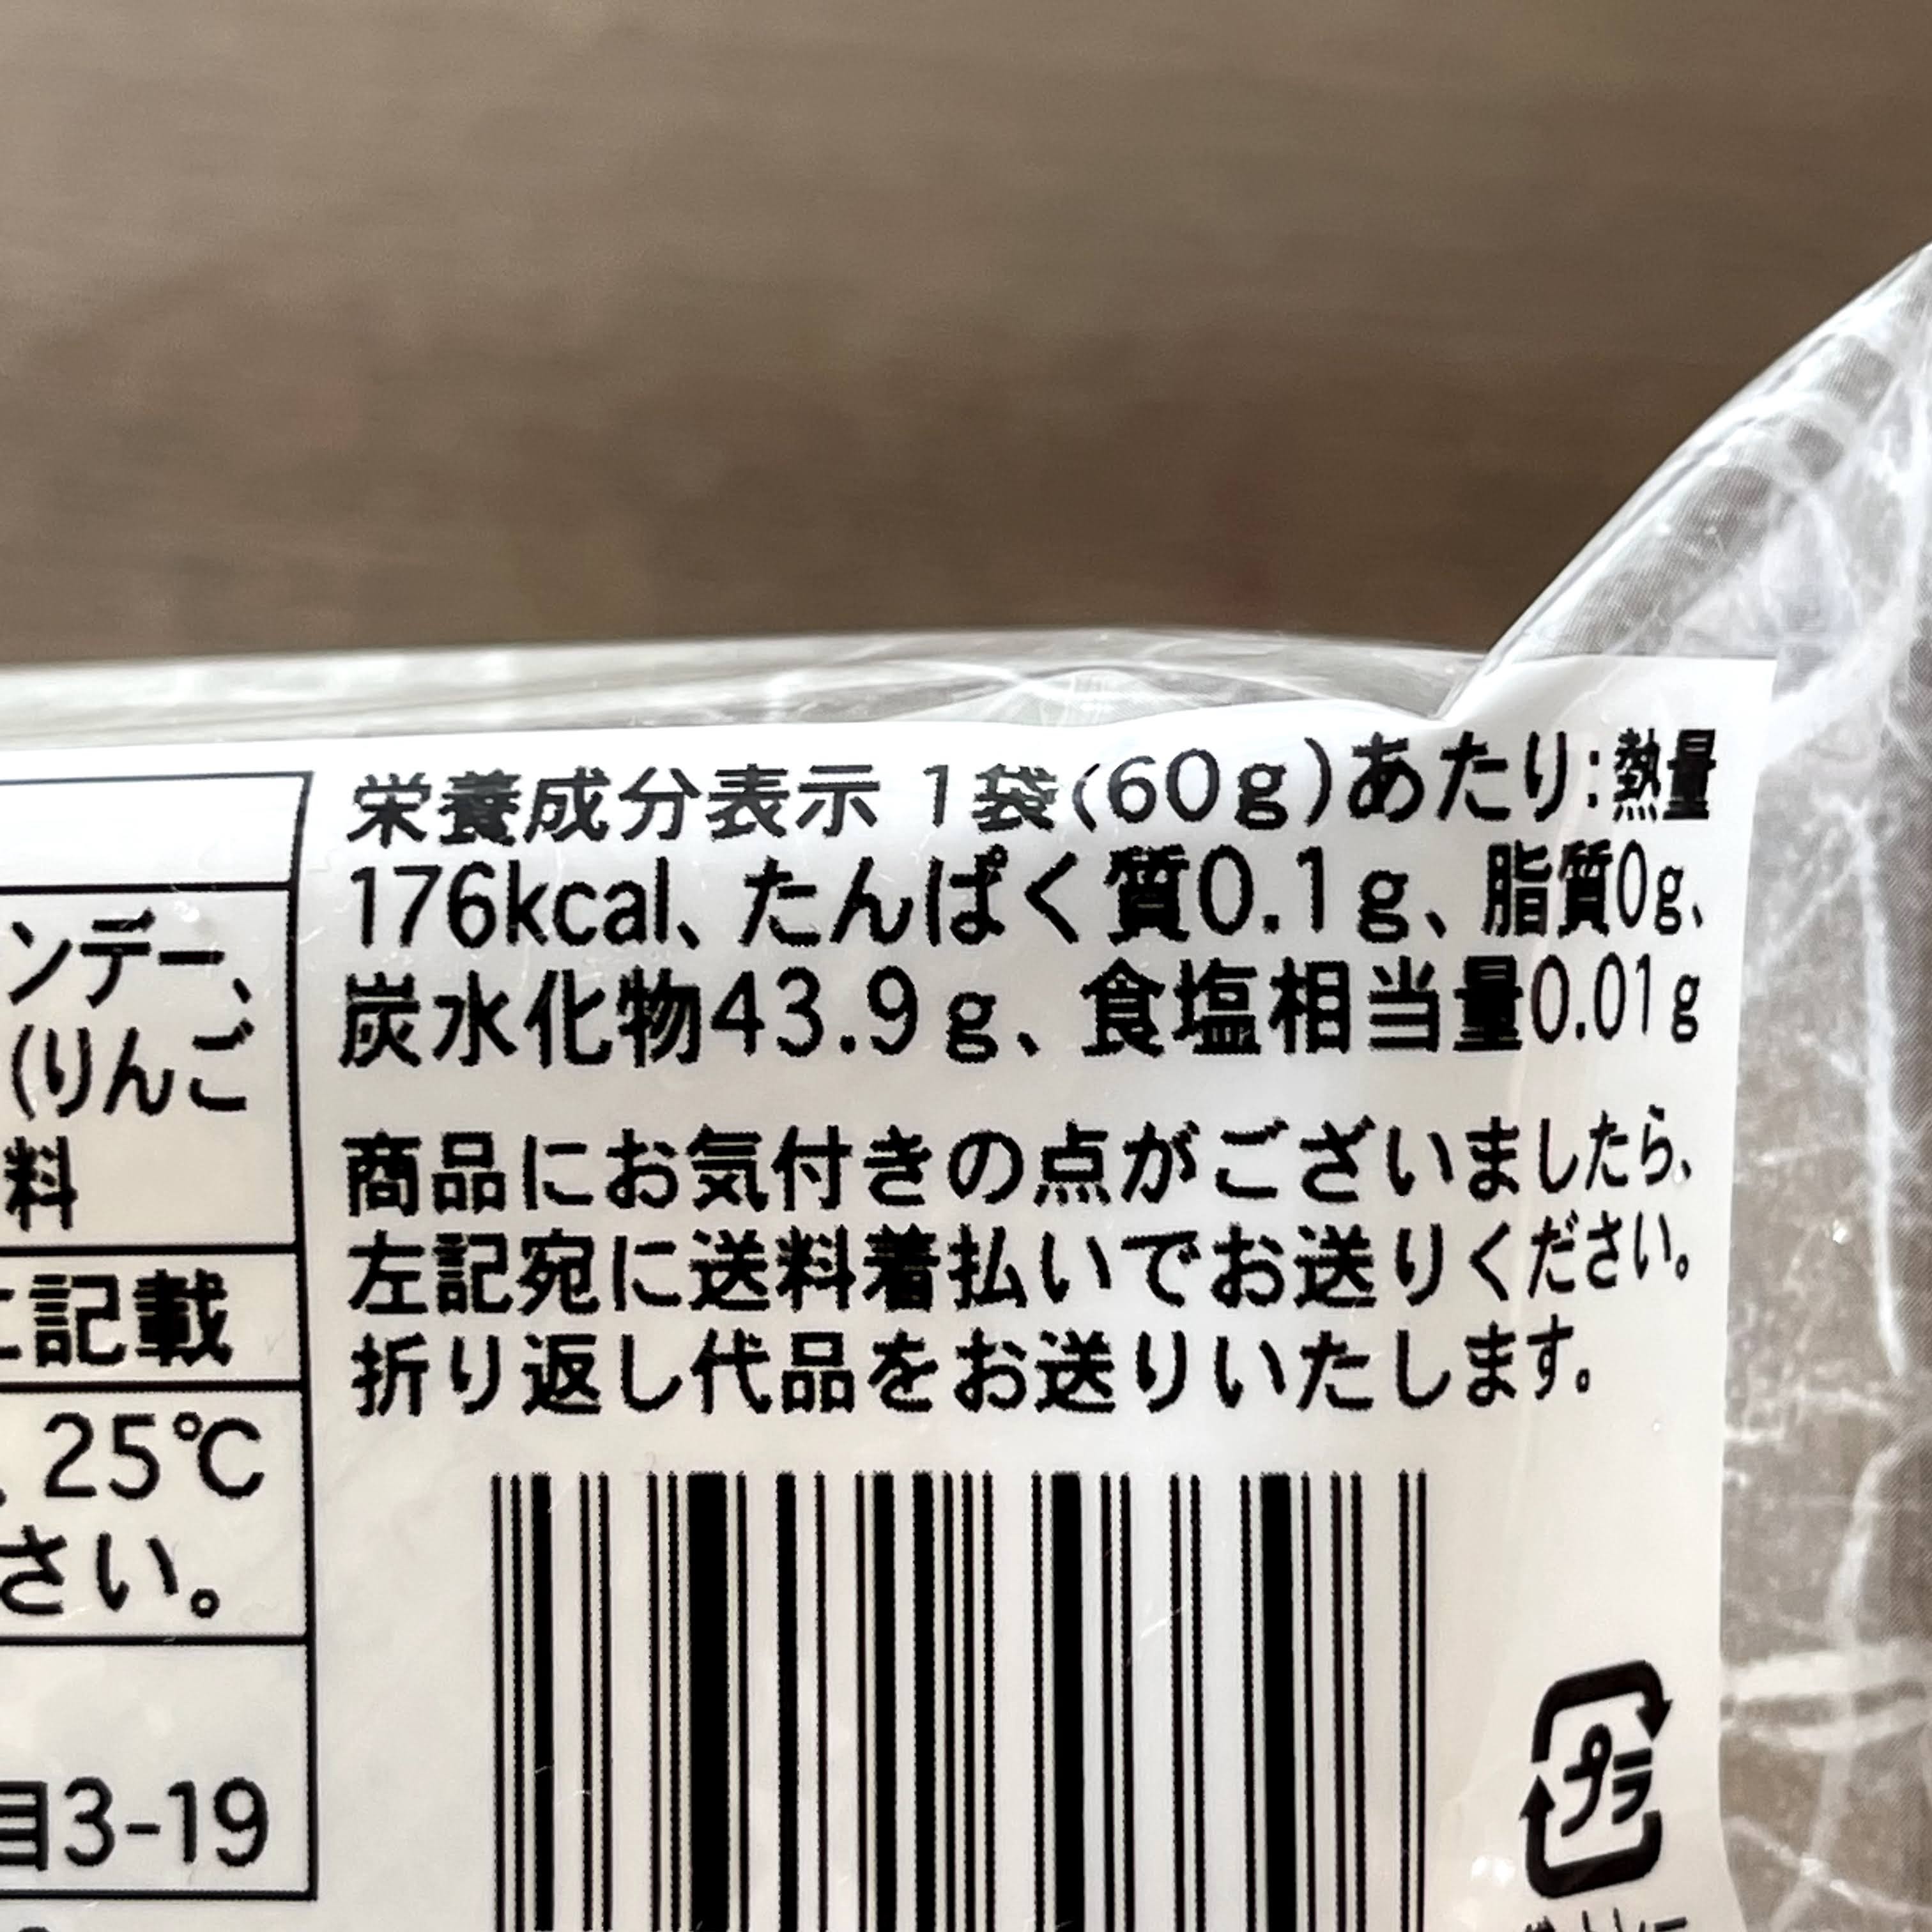 栄養成分表示 1袋(60g)あたり:熱量
176kcal、たんぱく質0.1g、脂質0g、
炭水化物43.9g、食塩相当量0.01g
商品にお気付きの点がございましたら、
左記宛に送料着払いでお送りください。
折り返し代品をお送りいたします。
ンデー、
(りんご
料
記載
、25℃
さい。
目3-19
プラ